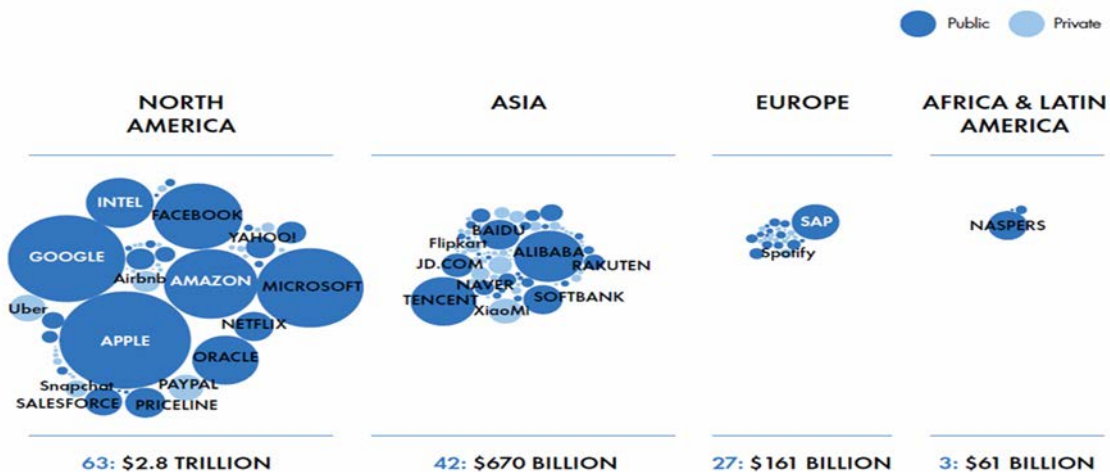 Public Private
NORTH
AMERICA
ASIA
EUROPE
AFRICA & LATIN
AMERICA
INTEL
FACEBOOK
YAHOO!
GOOGLE
Airbnb
AMAZON
MICROSOFT
Uber
NETFLIX
APPLE
ORACLE
Snapchat
PAYPAL
SALESFORCE
PRICELINE
BAIDU
Flipkart
ALIBABA
JD.COM
RAKUTEN
NAVER
TENCENT
SOFTBANK
XiaoMi
SAP
Spotify
NASPERS
63: $2.8 TRILLION
42: $670 BILLION
27: $161 BILLION
3: $61 BILLION